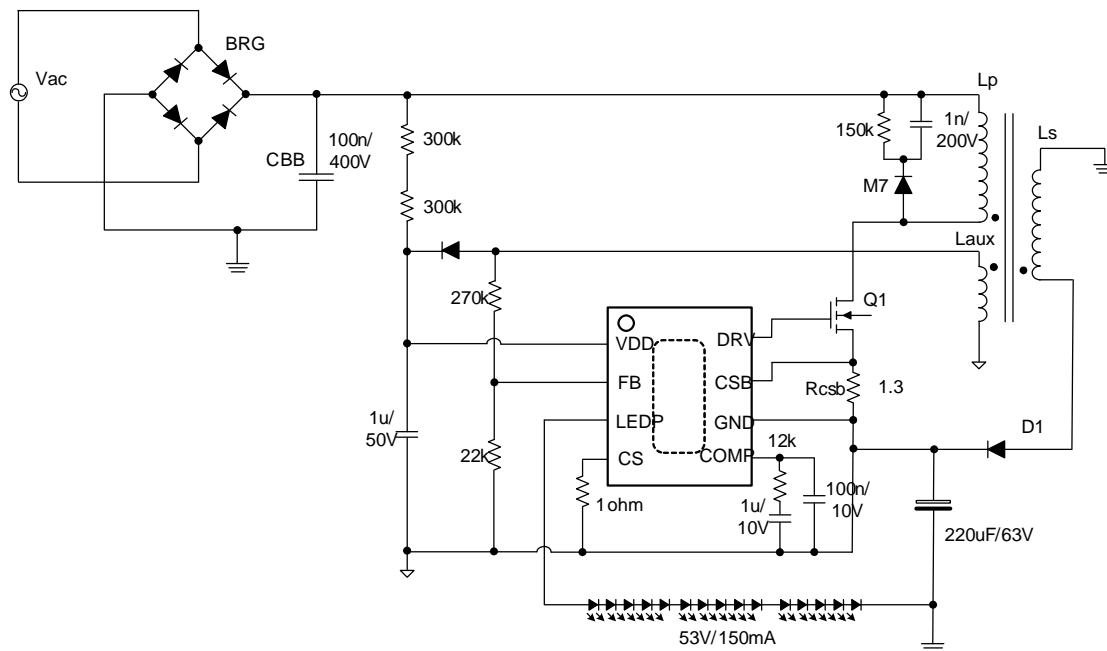 BRG
Vac
Lp
Ls
100n/
400V
CBB
300k
150k
1n/
200V
M7
300k
Laux
270k
Q1
VDD
DRV
FB
CSB
Rcsb
1.3
1u/
50V
LEDP
GND
22k
CS
COMP
12k
D1
1ohm
1u/
10V
100n/
10V
220uF/63V
53V/150mA